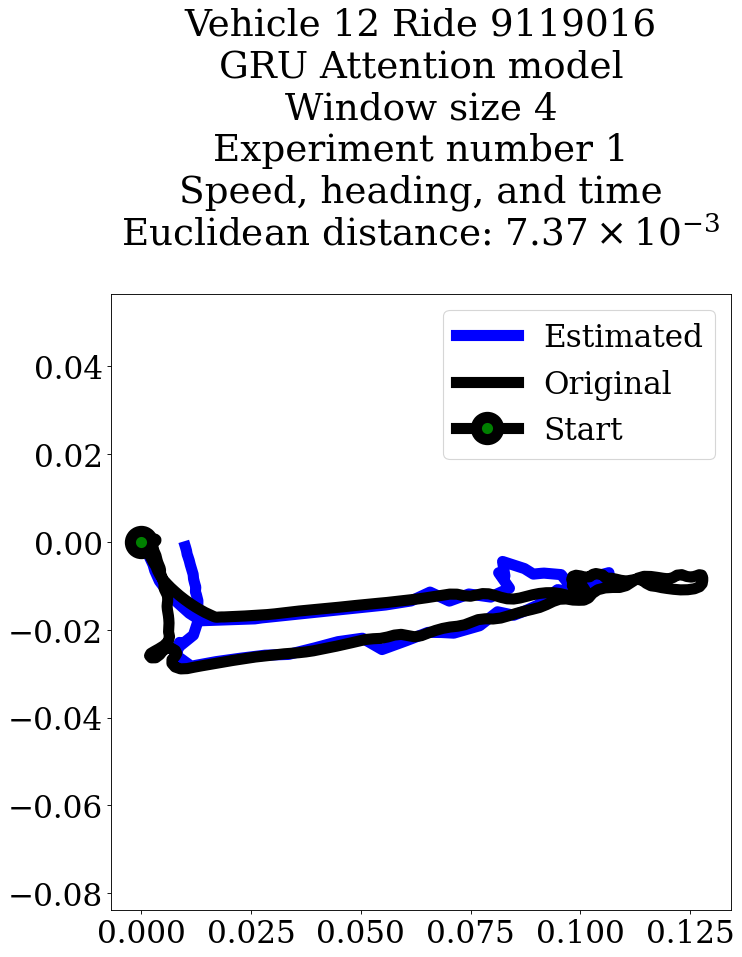 Vehicle 12 Ride 9119016
GRU Attention model
Window size 4
Experiment number 1
Speed, heading, and time
Euclidean distance: 7.37 × 10⁻³
Estimated
Original
Start
0.04
0.02
0.00
−0.02
−0.04
−0.06
−0.08
0.000 0.025 0.050 0.075 0.100 0.125